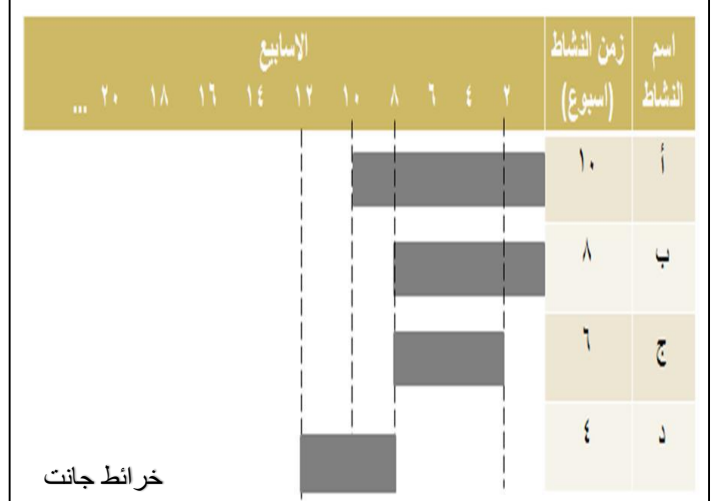 اسم النشاط
زمن النشاط (اسبوع)
الاسابيع
٢ ٤ ٦ ٨ ١٠ ١٢ ١٤ ١٦ ١٨ ٢٠ ...
أ ١٠
ب ٨
ج ٦
د ٤
خرائط جانت